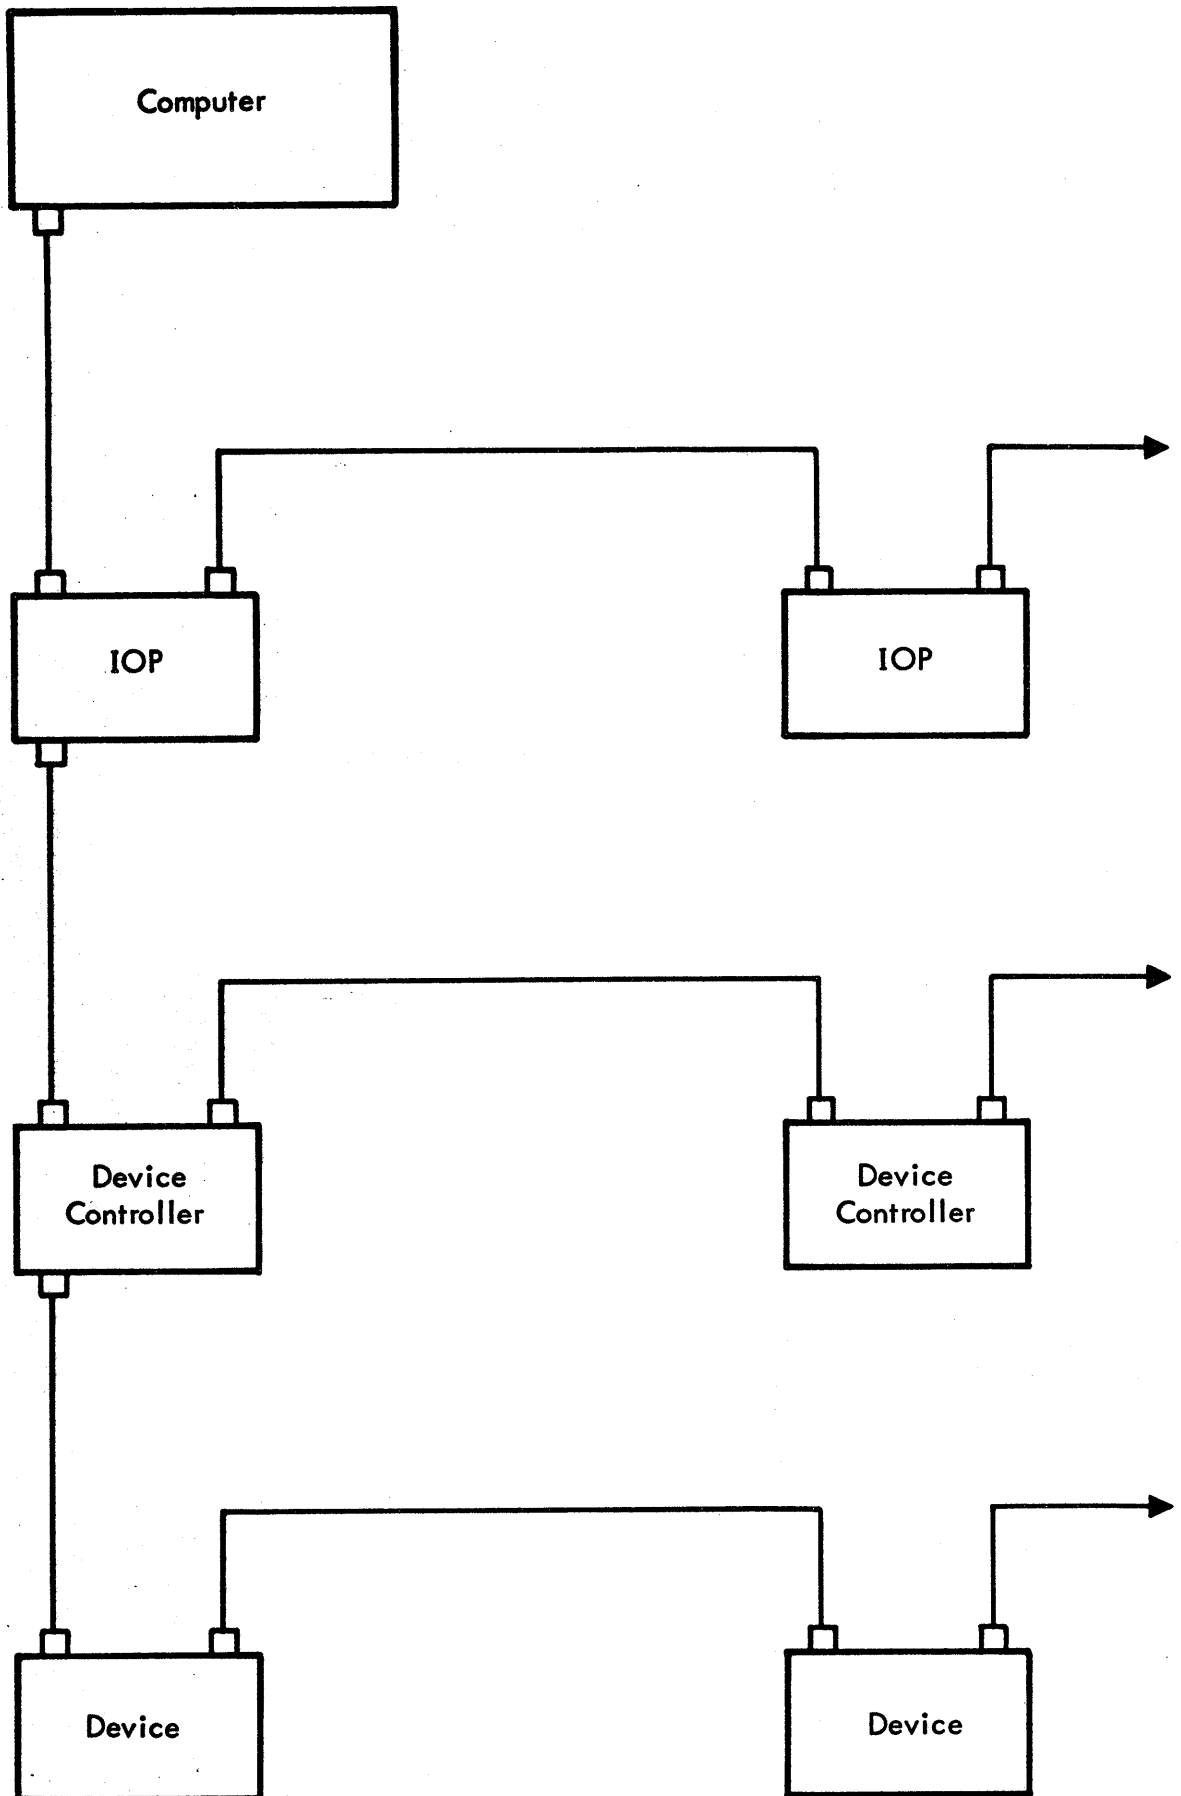 Computer
IOP
IOP
Device
Controller
Device
Controller
Device
Device